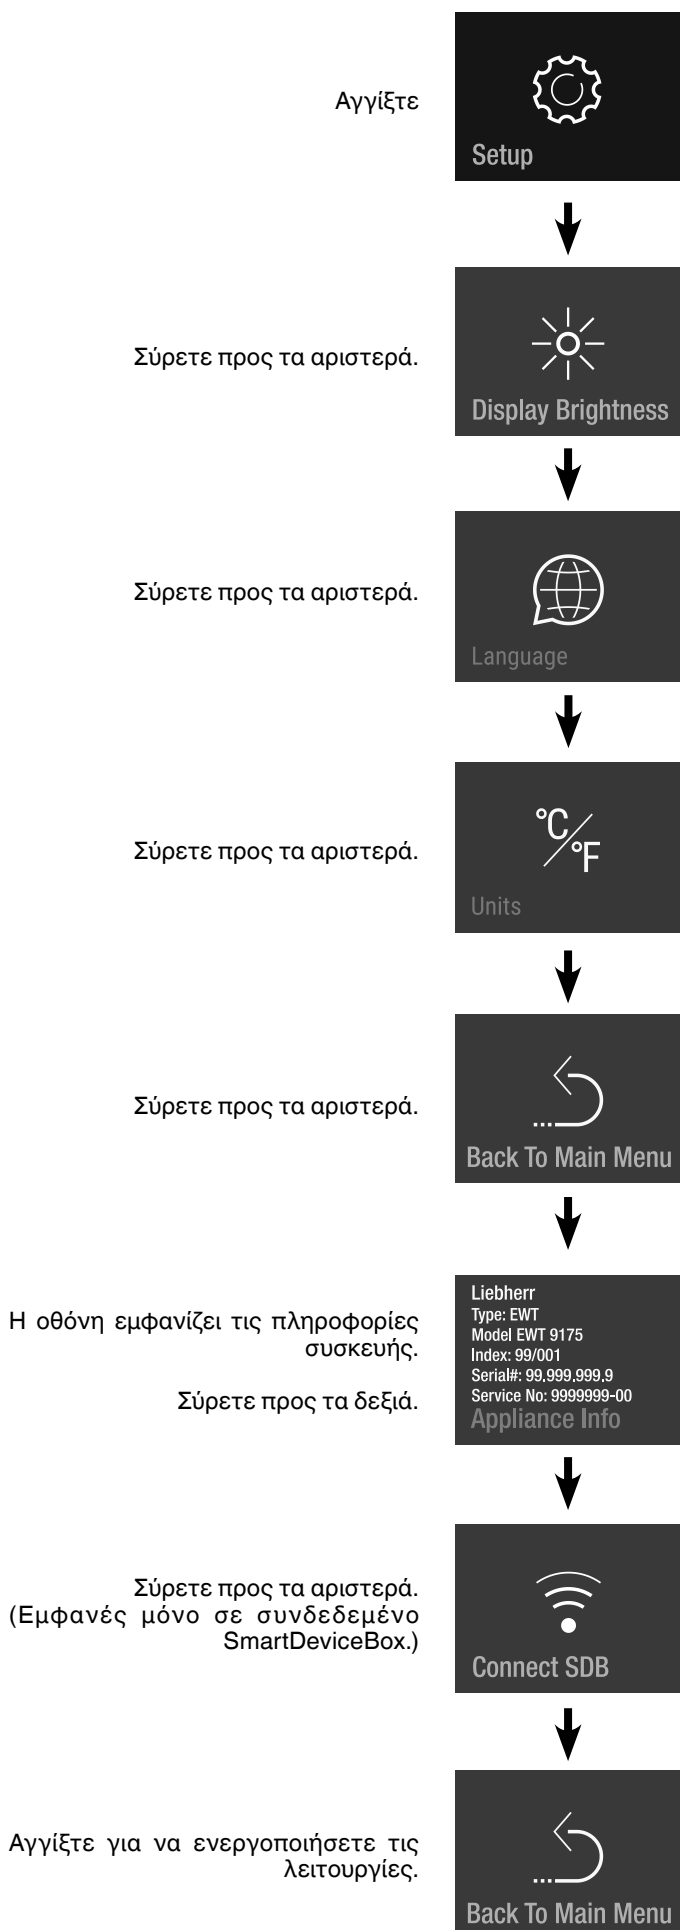 Αγγίξτε
Setup
Σύρετε προς τα αριστερά.
Display Brightness
Σύρετε προς τα αριστερά.
Language
Σύρετε προς τα αριστερά.
°C/°F
Units
Σύρετε προς τα αριστερά.
Back To Main Menu
Η οθόνη εμφανίζει τις πληροφορίες
συσκευής.
Σύρετε προς τα δεξιά.
Liebherr
Type: EWT
Model EWT 9175
Index: 99/001
Serial#: 99.999.999.9
Service No: 9999999-00
Appliance Info
Σύρετε προς τα αριστερά.
(Εμφανές μόνο σε συνδεδεμένο
SmartDeviceBox.)
Connect SDB
Αγγίξτε για να ενεργοποιήσετε τις
λειτουργίες.
Back To Main Menu